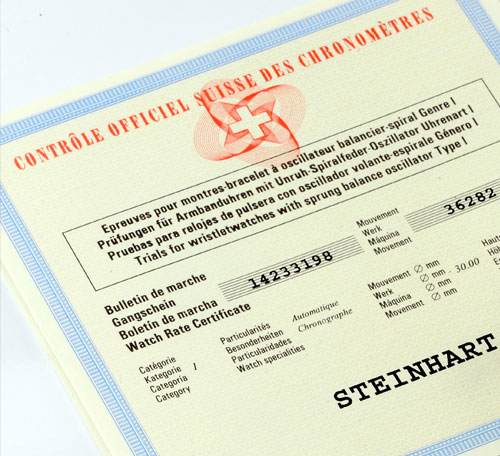 CONTRÔLE OFFICIEL SUISSE DES CHRONOMÈTRES
Epreuves pour montres-bracelet à oscillateur balancier-spiral Genre I
Prüfungen für Armbanduhren mit Unruh-Spiralfeder-Oszillator Uhrenart I
Pruebas para relojes de pulsera con oscilador volante-espirale Género I
Trials for wristletwatches with sprung balance oscillator Type I
Bulletin de marche
Gangschein
Boletin de marcha
Watch Rate Certificate
14233198
Mouvement
Werk
Máquina
Movement
36282
Catégorie
Kategorie
Categoria
Category
1
Particularités
Besonderheiten
Particularidades
Watch specialities
Automatique
Chronographe
Mouvement ∅ mm
Werk ∅ mm
Máquina ∅ mm
Movement ∅ mm
30.00
STEINHART